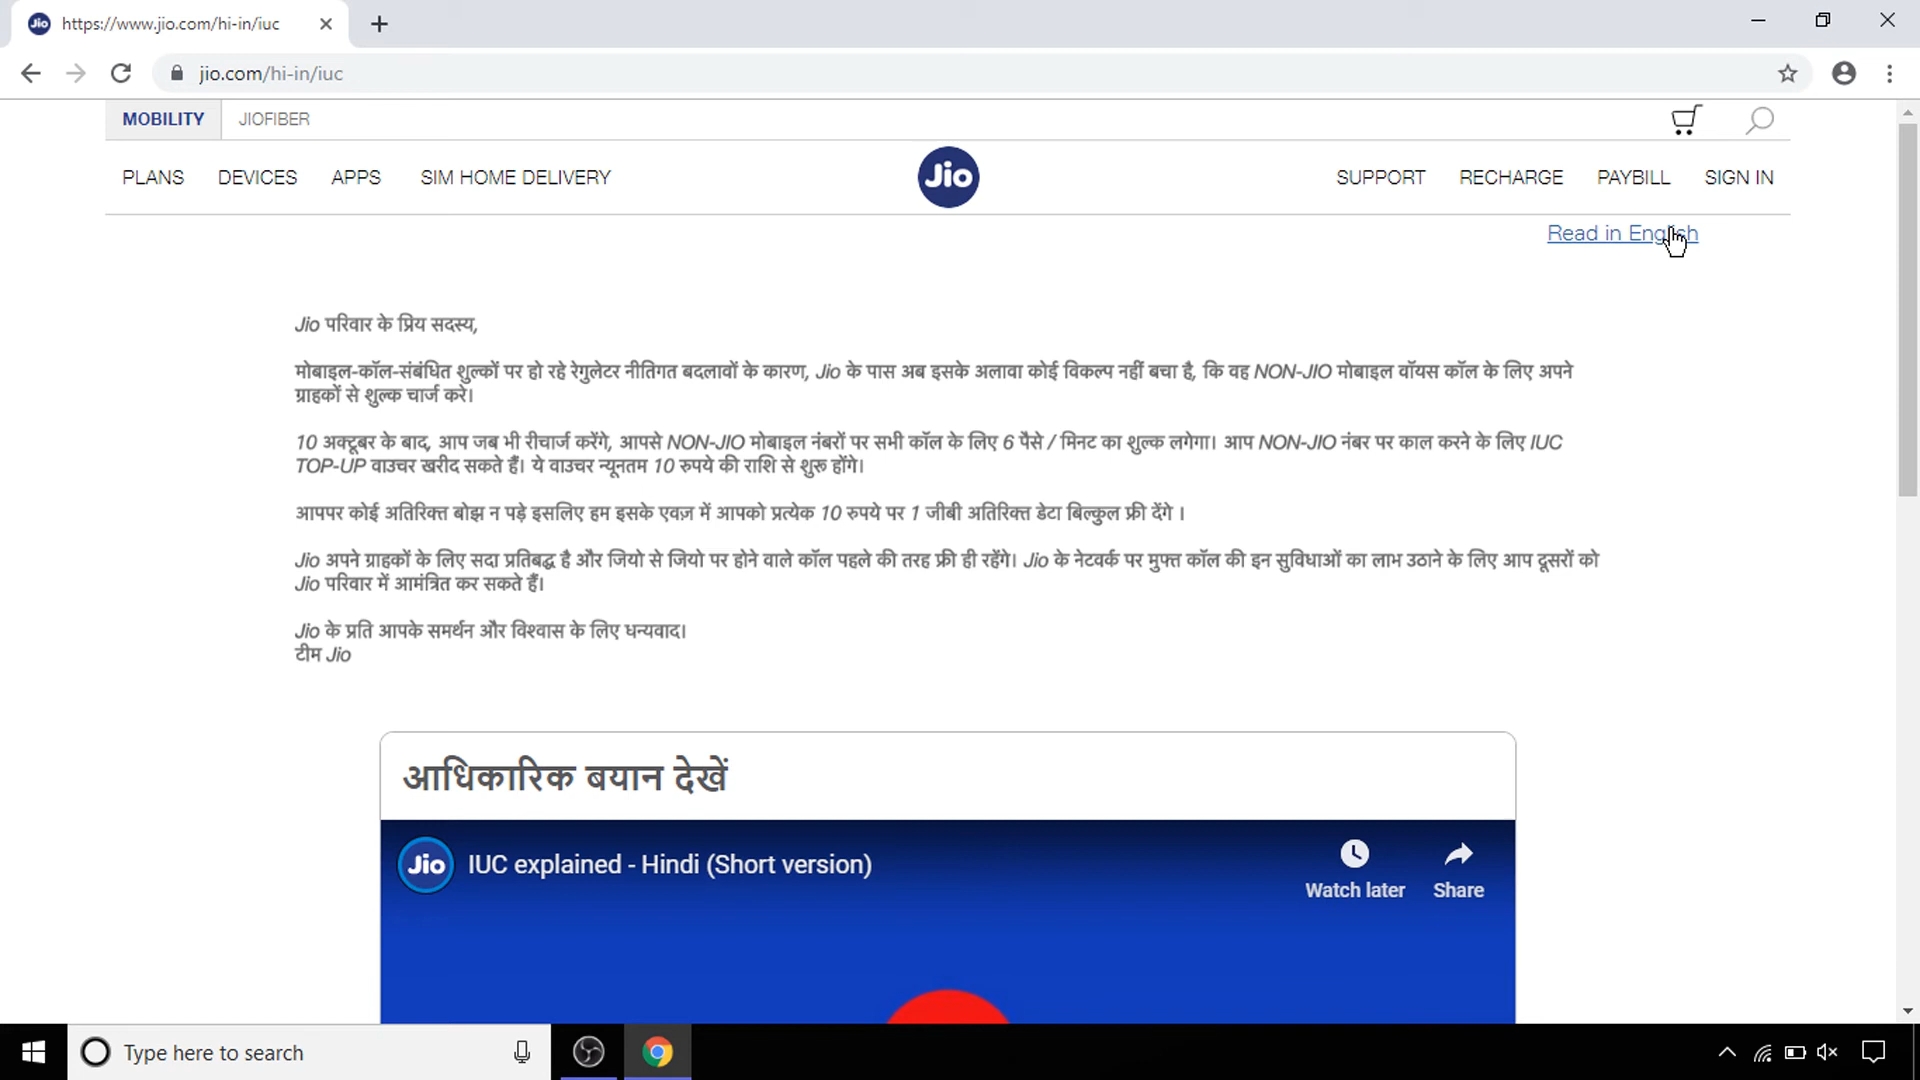 Jio https://www.jio.com/hi-in/iuc
jio.com/hi-in/iuc
MOBILITY JIOFIBER
PLANS DEVICES APPS SIM HOME DELIVERY Jio SUPPORT RECHARGE PAYBILL SIGN IN
Read in English
Jio परिवार के प्रिय सदस्य,
मोबाइल-कॉल-संबंधित शुल्कों पर हो रहे रेगुलेटर नीतिगत बदलावों के कारण, Jio के पास अब इसके अलावा कोई विकल्प नहीं बचा है, कि वह NON-JIO मोबाइल वॉयस कॉल के लिए अपने
ग्राहकों से शुल्क चार्ज करे।
10 अक्टूबर के बाद, आप जब भी रीचार्ज करेंगे, आपसे NON-JIO मोबाइल नंबरों पर सभी कॉल के लिए 6 पैसे / मिनट का शुल्क लगेगा। आप NON-JIO नंबर पर काल करने के लिए IUC
TOP-UP वाउचर खरीद सकते हैं। ये वाउचर न्यूनतम 10 रुपये की राशि से शुरू होंगे।
आपपर कोई अतिरिक्त बोझ न पड़े इसलिए हम इसके एवज़ में आपको प्रत्येक 10 रुपये पर 1 जीबी अतिरिक्त डेटा बिल्कुल फ्री देंगे ।
Jio अपने ग्राहकों के लिए सदा प्रतिबद्ध है और जियो से जियो पर होने वाले कॉल पहले की तरह फ्री ही रहेंगे। Jio के नेटवर्क पर मुफ्त कॉल की इन सुविधाओं का लाभ उठाने के लिए आप दूसरों को
Jio परिवार में आमंत्रित कर सकते हैं।
Jio के प्रति आपके समर्थन और विश्वास के लिए धन्यवाद।
टीम Jio
आधिकारिक बयान देखें
Jio IUC explained - Hindi (Short version)
Watch later Share
Type here to search